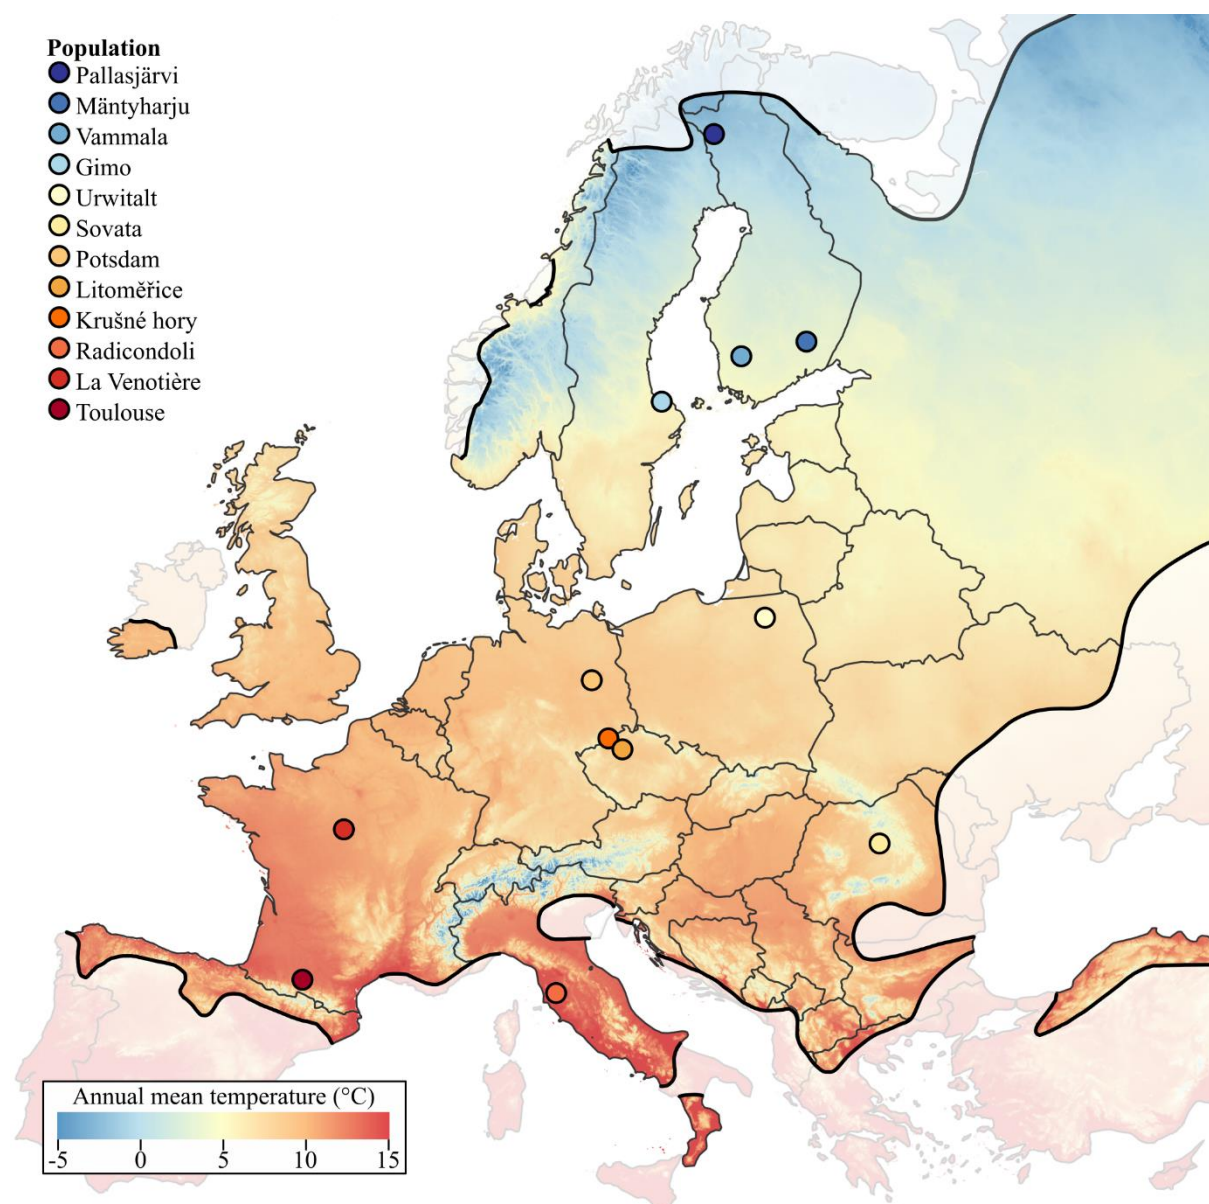 Population
Pallasjärvi
Mäntyharju
Vammala
Gimo
Urwitalt
Sovata
Potsdam
Litoměřice
Krušné hory
Radicondoli
La Venotière
Toulouse
Annual mean temperature (°C)
-5 0 5 10 15